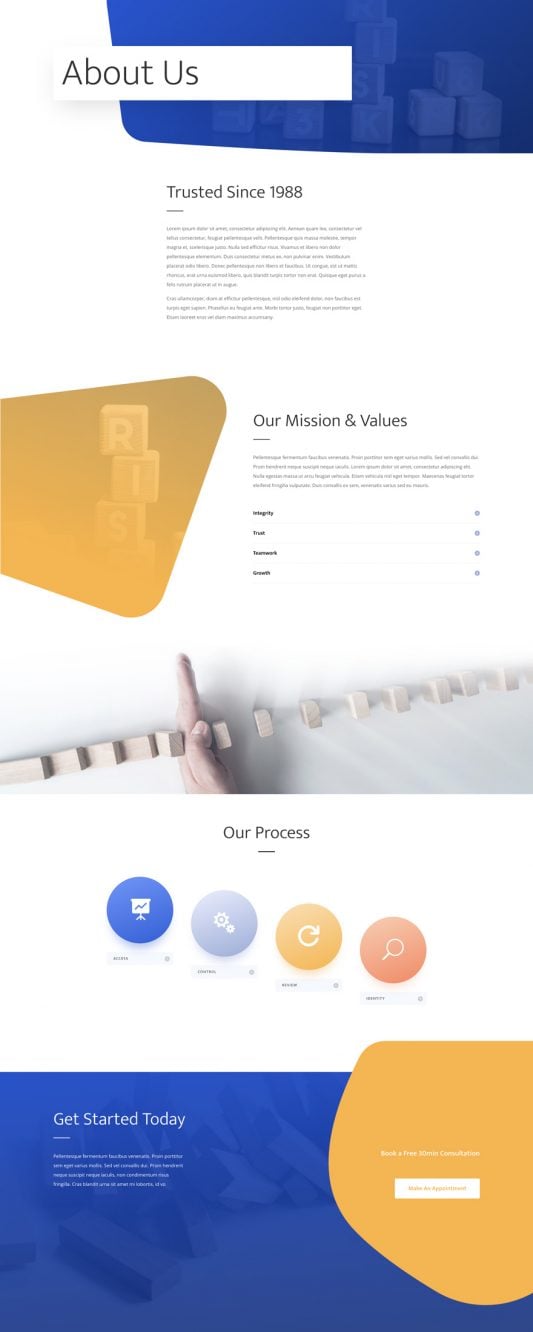 About Us
Trusted Since 1988
Lorem ipsum dolor sit amet, consectetur adipiscing elit. Aenean quam leo, consectetur vel
tellus consectetur, feugiat pellentesque velit. Pellentesque quis massa molestie, tempor
magna et, scelerisque justo. Nulla sed efficitur risus. Vivamus et libero non dolor
pellentesque elementum. Duis consectetur metus ex, non pulvinar enim. Vestibulum
placerat odio libero. Donec pellentesque non libero et faucibus. Ut congue, est ut mattis
rhoncus, erat urna euismod libero, quis blandit turpis tortor non erat. Quisque eget purus a
felis rutrum placerat ut in augue.
Cras ullamcorper, diam at efficitur pellentesque, nisl odio eleifend dolor, non faucibus est
turpis eget sapien. Phasellus eu feugiat ante. Morbi tortor justo, feugiat non porttitor eget.
Etiam laoreet eros vel diam maximus accumsany.
R
I
S
Our Mission & Values
Pellentesque fermentum faucibus venenatis. Proin porttitor sem eget varius mollis. Sed vel convallis dui.
Proin hendrerit neque suscipit neque iaculis. Lorem ipsum dolor sit amet, consectetur adipiscing elit.
Nulla egestas massa ut arcu feugiat vehicula. Etiam vehicula nisl eget tempor. Maecenas feugiat tortor
eleifend fringilla vulputate. Duis convallis ex sem, venenatis varius sed eu mauris.
Integrity
Trust
Teamwork
Growth
Our Process
ACCESS
CONTROL
REVIEW
IDENTITY
Get Started Today
Pellentesque fermentum faucibus venenatis. Proin porttitor
sem eget varius mollis. Sed vel convallis dui. Proin hendrerit
neque suscipit neque iaculis, non condimentum risus
fringilla. Cras blandit urna sit amet mi lobortis, id va.
Book a Free 30min Consultation
Make An Appointment